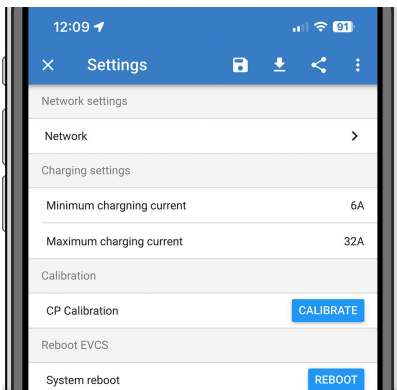 12:09
91
Settings
Network settings
Network
Charging settings
Minimum chargning current 6A
Maximum charging current 32A
Calibration
CP Calibration CALIBRATE
Reboot EVCS
System reboot REBOOT